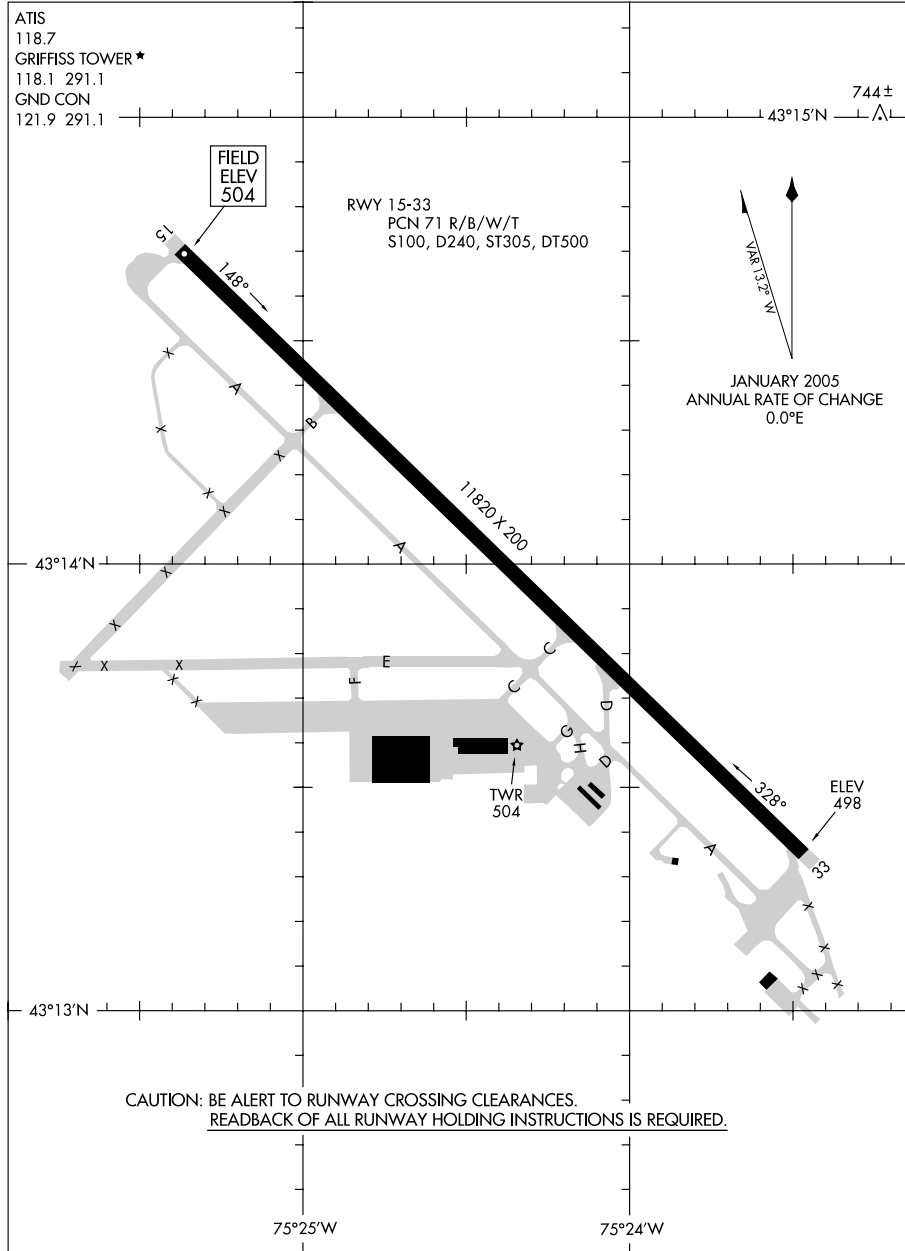 ATIS
118.7
GRIFFISS TOWER ★
118.1 291.1
GND CON
121.9 291.1
744±
43°15'N
FIELD
ELEV
504
RWY 15-33
PCN 71 R/B/W/T
S100, D240, ST305, DT500
15
148°
VAR 13.2° W
JANUARY 2005
ANNUAL RATE OF CHANGE
0.0°E
X
A
X
B
X
X
X
11820 X 200
A
43°14'N
X
X
C
X
X
X
E
X
F
C
X
D
G
H
D
TWR
504
328°
ELEV
498
A
33
X
X
X
X
X
43°13'N
CAUTION: BE ALERT TO RUNWAY CROSSING CLEARANCES.
READBACK OF ALL RUNWAY HOLDING INSTRUCTIONS IS REQUIRED.
75°25'W
75°24'W